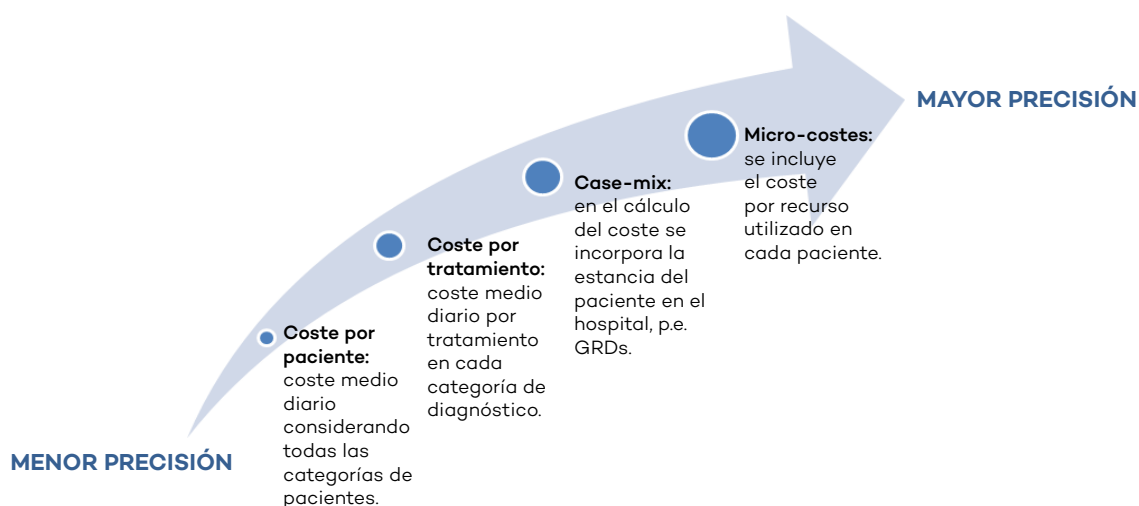 MAYOR PRECISIÓN
Micro-costes:
se incluye
el coste
por recurso
utilizado en
cada paciente.
Case-mix:
en el cálculo
del coste se
incorpora la
estancia del
paciente en el
hospital, p.e.
GRDs.
Coste por
tratamiento:
coste medio
diario por
tratamiento
en cada
categoría de
diagnóstico.
Coste por
paciente:
coste medio
diario
considerando
todas las
categorías de
pacientes.
MENOR PRECISIÓN